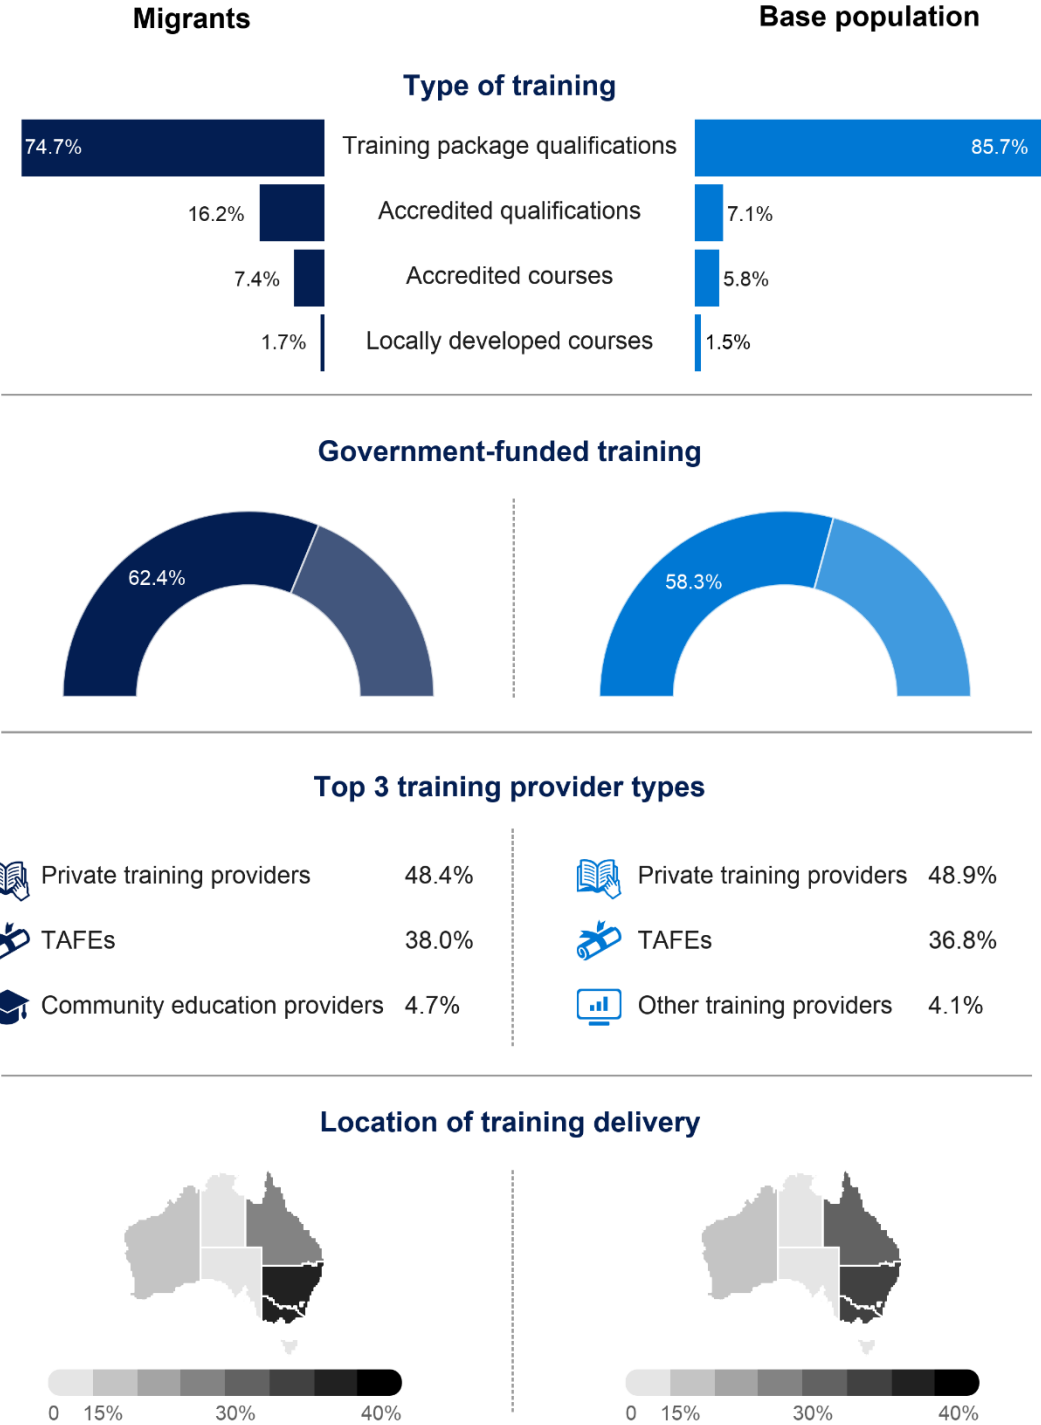 Migrants Base population
Type of training
74.7% Training package qualifications 85.7%
16.2% Accredited qualifications 7.1%
7.4% Accredited courses 5.8%
1.7% Locally developed courses 1.5%
Government-funded training
62.4% 58.3%
Top 3 training provider types
Private training providers 48.4% Private training providers 48.9%
TAFEs 38.0% TAFEs 36.8%
Community education providers 4.7% Other training providers 4.1%
Location of training delivery
0 15% 30% 40% 0 15% 30% 40%